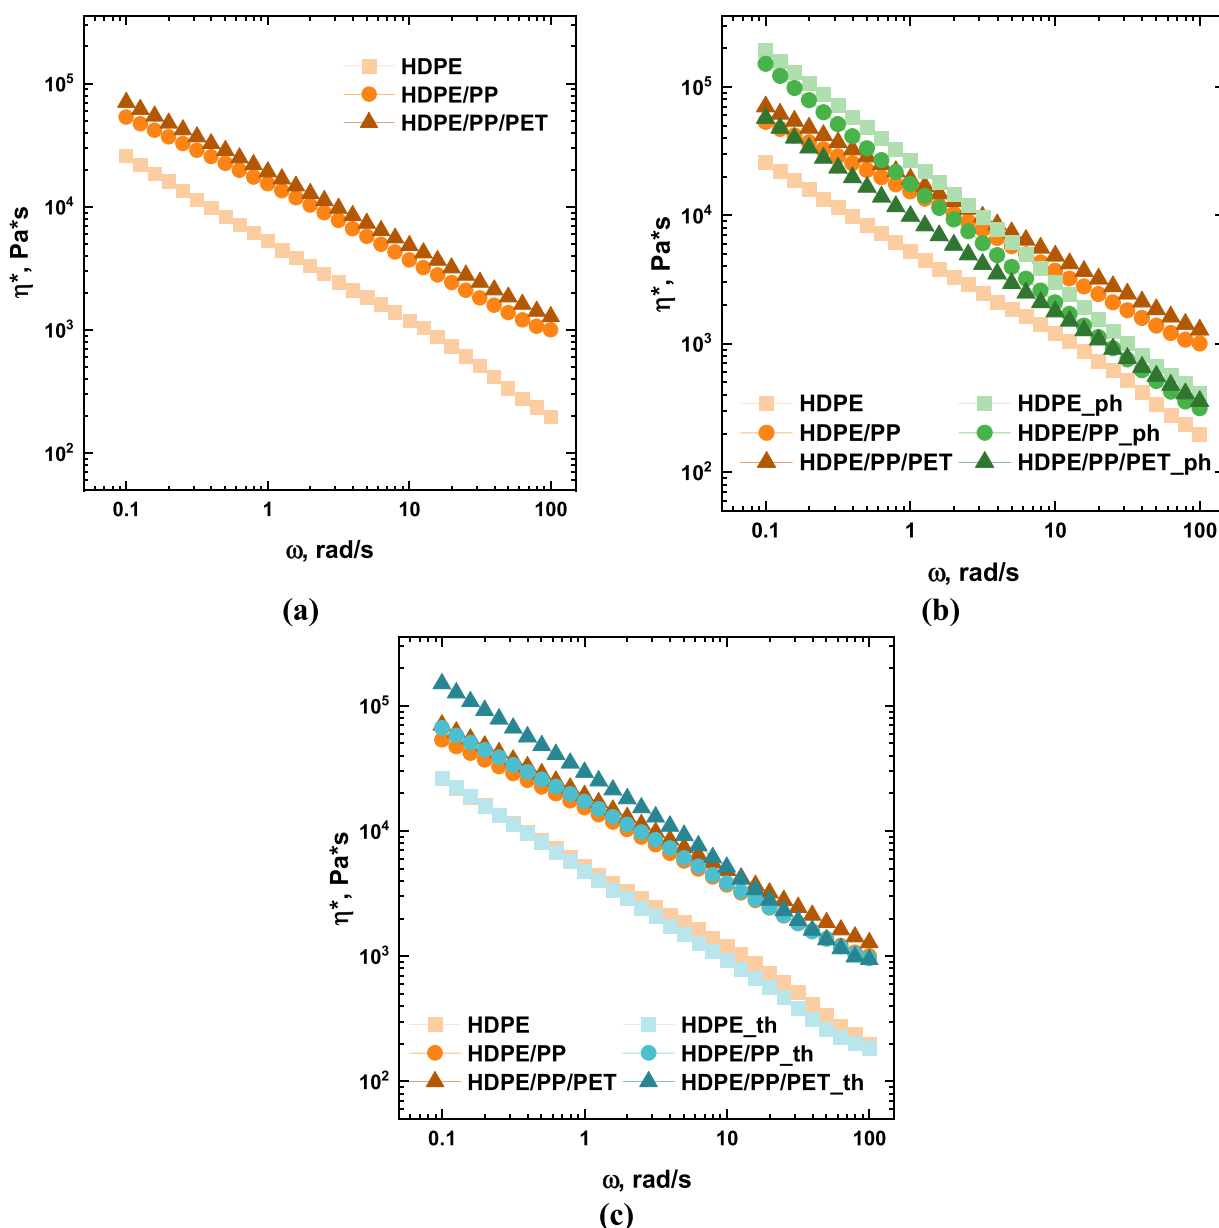 HDPE
HDPE/PP
HDPE/PP/PET
10⁵
10⁴
10³
10²
η*, Pa*s
0.1 1 10 100
ω, rad/s
(a)
10⁵
10⁴
10³
10²
η*, Pa*s
HDPE HDPE_ph
HDPE/PP HDPE/PP_ph
HDPE/PP/PET HDPE/PP/PET_ph
0.1 1 10 100
ω, rad/s
(b)
10⁵
10⁴
10³
10²
η*, Pa*s
HDPE HDPE_th
HDPE/PP HDPE/PP_th
HDPE/PP/PET HDPE/PP/PET_th
0.1 1 10 100
ω, rad/s
(c)